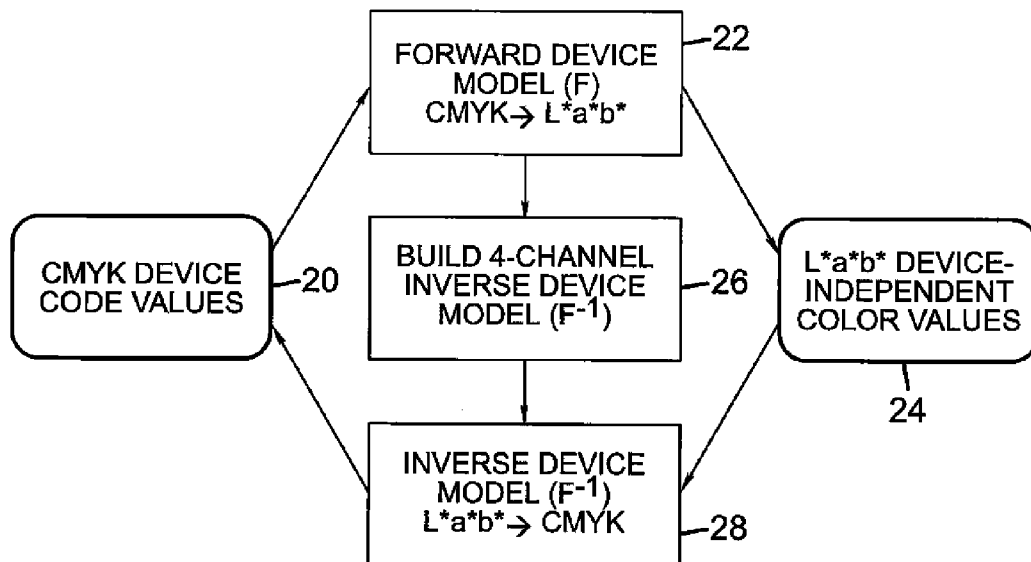 FORWARD DEVICE
MODEL (F)
CMYK → L*a*b*
22
CMYK DEVICE
CODE VALUES
20
BUILD 4-CHANNEL
INVERSE DEVICE
MODEL (F-1)
26
L*a*b* DEVICE-
INDEPENDENT
COLOR VALUES
24
INVERSE DEVICE
MODEL (F-1)
L*a*b* → CMYK
28